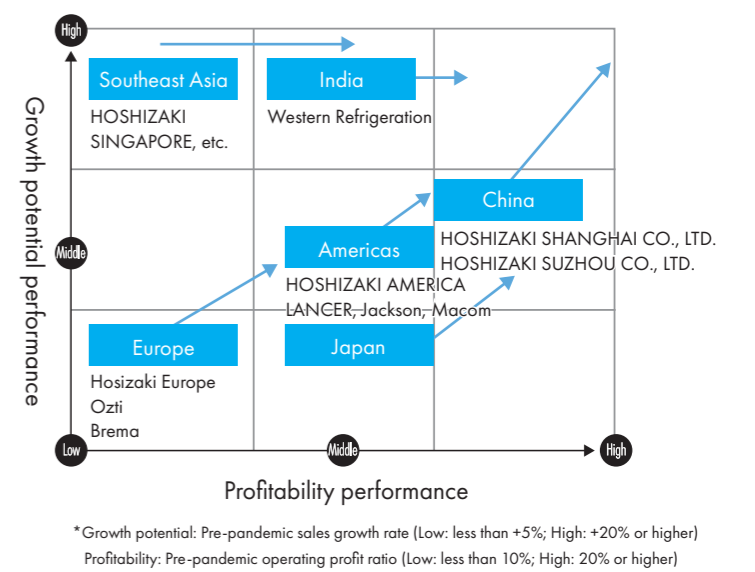 High
Growth potential performance
Southeast Asia
HOSHIZAKI
SINGAPORE, etc.
India
Western Refrigeration
China
HOSHIZAKI SHANGHAI CO., LTD.
HOSHIZAKI SUZHOU CO., LTD.
Middle
Americas
HOSHIZAKI AMERICA
LANCER, Jackson, Macom
Europe
Hosizaki Europe
Ozti
Brema
Japan
Low
Middle
High
Profitability performance
*Growth potential: Pre-pandemic sales growth rate (Low: less than +5%; High: +20% or higher)
Profitability: Pre-pandemic operating profit ratio (Low: less than 10%; High: 20% or higher)